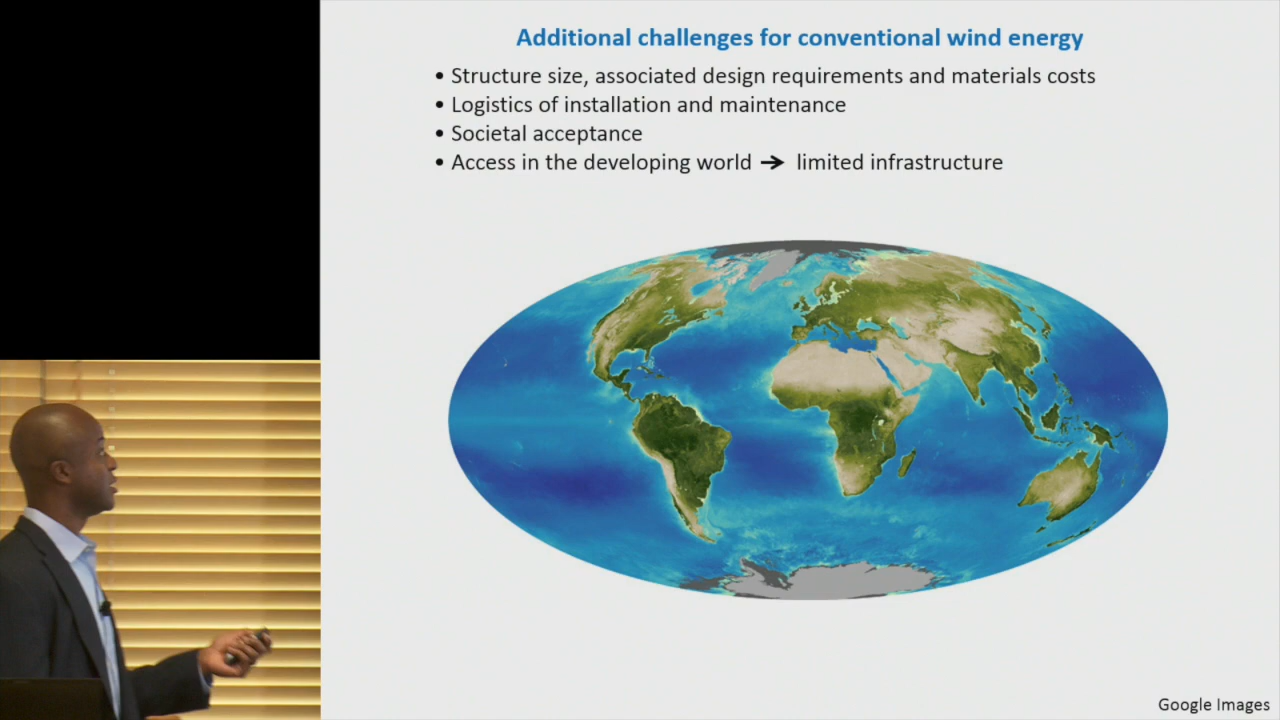 Additional challenges for conventional wind energy
• Structure size, associated design requirements and materials costs
• Logistics of installation and maintenance
• Societal acceptance
• Access in the developing world → limited infrastructure
Google Images